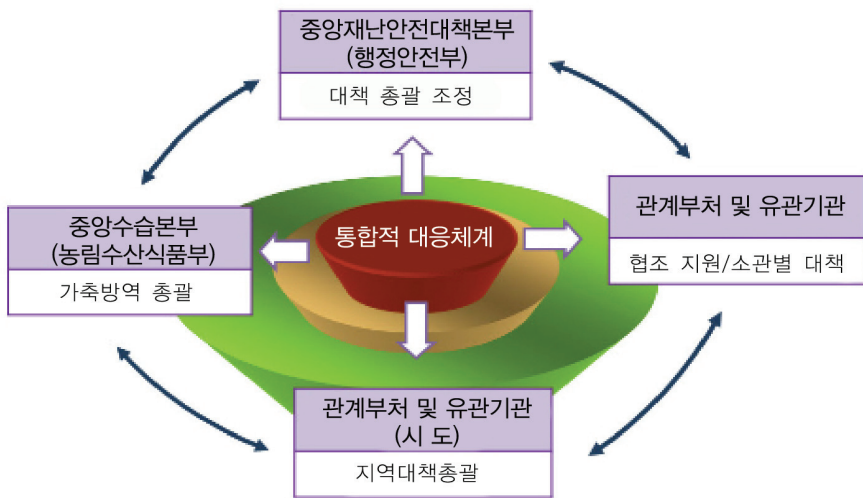 중앙재난안전대책본부
(행정안전부)
대책 총괄 조정
중앙수습본부
(농림수산식품부)
가축방역 총괄
통합적 대응체계
관계부처 및 유관기관
협조 지원/소관별 대책
관계부처 및 유관기관
(시 도)
지역대책총괄